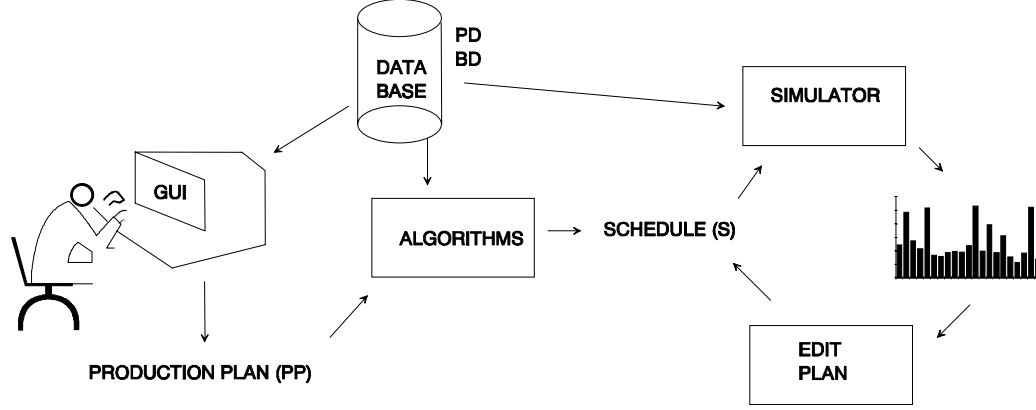 PD
BD
DATA
BASE
SIMULATOR
GUI
ALGORITHMS
SCHEDULE (S)
PRODUCTION PLAN (PP)
EDIT
PLAN